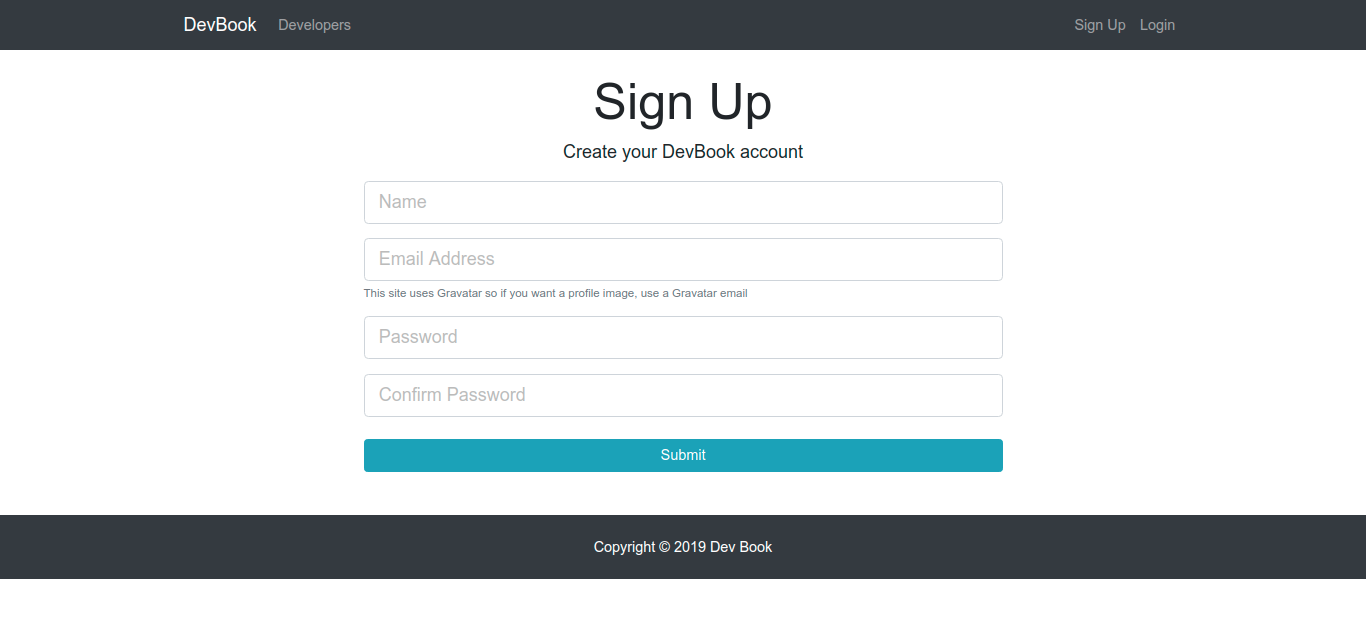 DevBook Developers Sign Up Login
Sign Up
Create your DevBook account
Name
Email Address
This site uses Gravatar so if you want a profile image, use a Gravatar email
Password
Confirm Password
Submit
Copyright © 2019 Dev Book